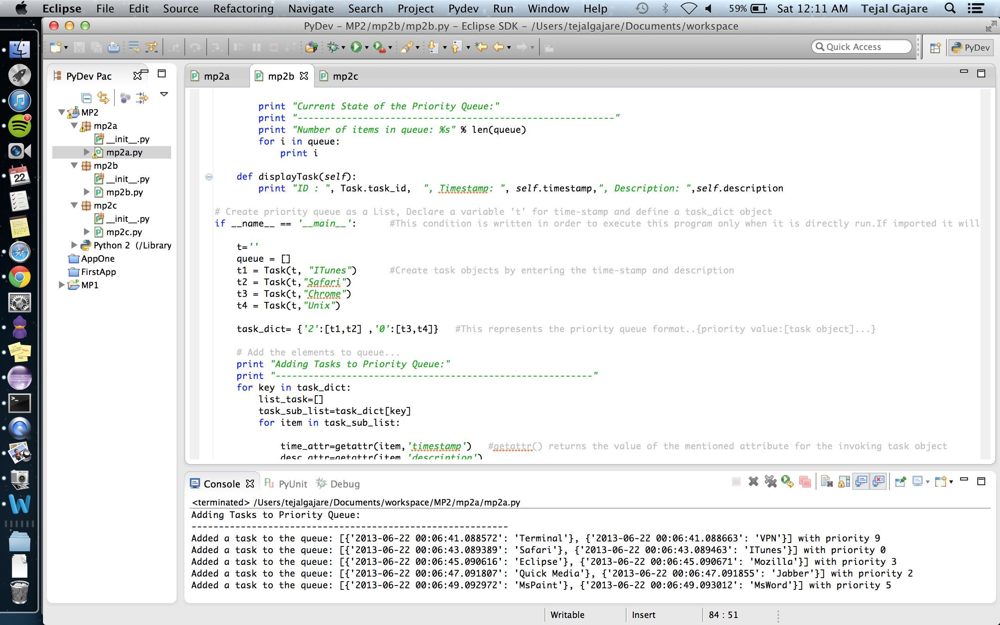 Eclipse File Edit Source Refactoring Navigate Search Project Pydev Run Window Help 59% Sat 12:11 AM Tejal Gajare
PyDev – MP2/mp2b/mp2b.py – Eclipse SDK – /Users/tejalgajare/Documents/workspace
Quick Access PyDev
3
JUN
22
PyDev Pac
MP2
mp2a
__init__.py
mp2a.py
mp2b
__init__.py
mp2b.py
mp2c
__init__.py
mp2c.py
Python 2 (/Library
AppOne
FirstApp
MP1
mp2a mp2b mp2c
print "Current State of the Priority Queue:"
print "----------------------------------------------------------"
print "Number of items in queue: %s" % len(queue)
for i in queue:
print i
def displayTask(self):
print "ID : ", Task.task_id, ", Timestamp: ", self.timestamp,", Description: ",self.description
# Create priority queue as a List, Declare a variable 't' for time-stamp and define a task_dict object
if __name__ == '__main__': #This condition is written in order to execute this program only when it is directly run.If imported it will
t=''
queue = []
t1 = Task(t, "ITunes") #Create task objects by entering the time-stamp and description
t2 = Task(t,"Safari")
t3 = Task(t,"Chrome")
t4 = Task(t,"Unix")
task_dict= {'2':[t1,t2] ,'0':[t3,t4]} #This represents the priority queue format..{priority value:[task object]...}
# Add the elements to queue...
print "Adding Tasks to Priority Queue:"
print "----------------------------------------------------------"
for key in task_dict:
list_task=[]
task_sub_list=task_dict[key]
for item in task_sub_list:
time_attr=getattr(item,'timestamp') #getattr() returns the value of the mentioned attribute for the invoking task object
desc_attr=getattr(item,'description')
Console PyUnit Debug
<terminated> /Users/tejalgajare/Documents/workspace/MP2/mp2a/mp2a.py
Adding Tasks to Priority Queue:
----------------------------------------------------------
Added a task to the queue: [{'2013-06-22 00:06:41.088572': 'Terminal'}, {'2013-06-22 00:06:41.088663': 'VPN'}] with priority 9
Added a task to the queue: [{'2013-06-22 00:06:43.089389': 'Safari'}, {'2013-06-22 00:06:43.089463': 'ITunes'}] with priority 0
Added a task to the queue: [{'2013-06-22 00:06:45.090616': 'Eclipse'}, {'2013-06-22 00:06:45.090671': 'Mozilla'}] with priority 3
Added a task to the queue: [{'2013-06-22 00:06:47.091807': 'Quick Media'}, {'2013-06-22 00:06:47.091855': 'Jabber'}] with priority 2
Added a task to the queue: [{'2013-06-22 00:06:49.092972': 'MsPaint'}, {'2013-06-22 00:06:49.093012': 'MsWord'}] with priority 5
Writable Insert 84 : 51